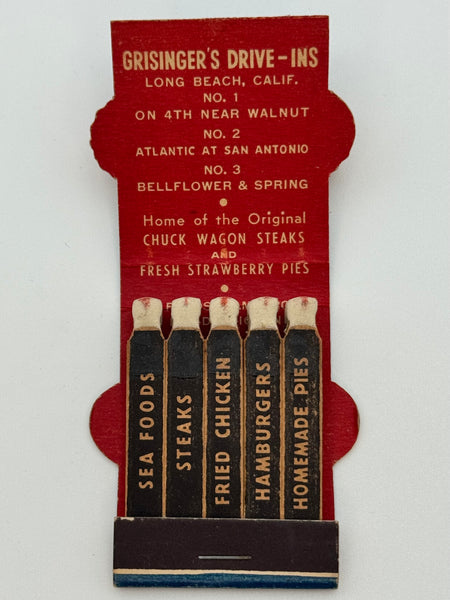 GRISINGER'S DRIVE-INS
LONG BEACH, CALIF.
NO. 1
ON 4TH NEAR WALNUT
NO. 2
ATLANTIC AT SAN ANTONIO
NO. 3
BELLFLOWER & SPRING
Home of the Original
CHUCK WAGON STEAKS
AND
FRESH STRAWBERRY PIES
SEA FOODS
STEAKS
FRIED CHICKEN
HAMBURGERS
HOMEMADE PIES